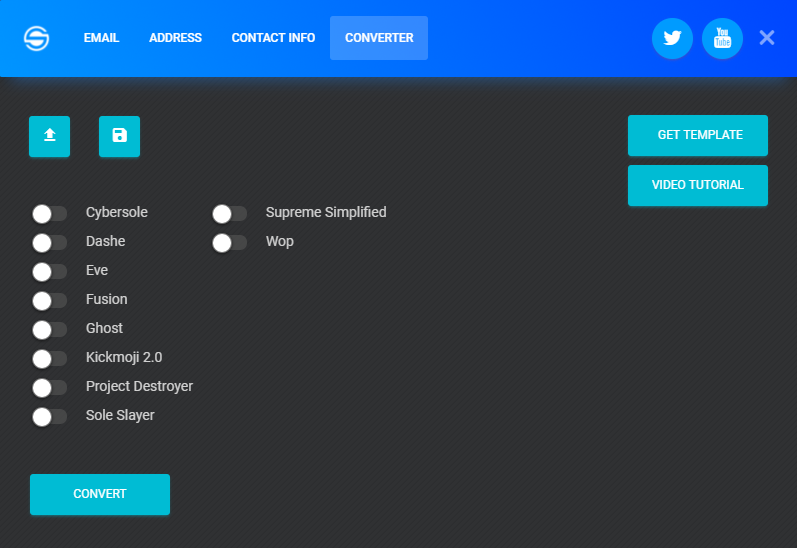 EMAIL ADDRESS CONTACT INFO CONVERTER You Tube
GET TEMPLATE
VIDEO TUTORIAL
Cybersole Supreme Simplified
Dashe Wop
Eve
Fusion
Ghost
Kickmoji 2.0
Project Destroyer
Sole Slayer
CONVERT